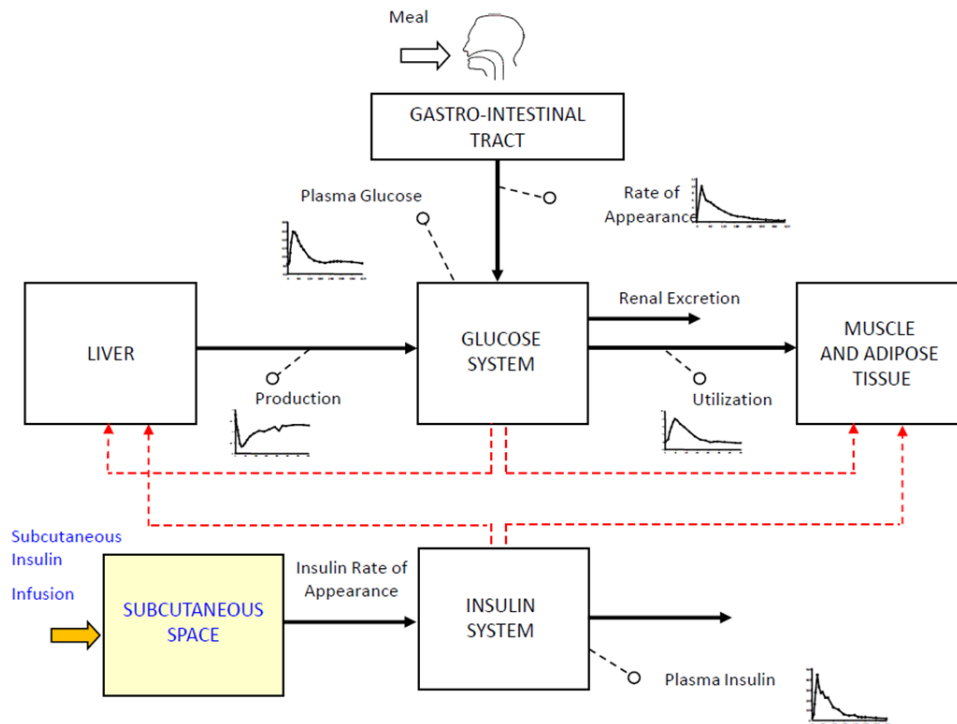 Meal
GASTRO-INTESTINAL
TRACT
Plasma Glucose
Rate of
Appearance
LIVER
GLUCOSE
SYSTEM
Renal Excretion
MUSCLE
AND ADIPOSE
TISSUE
Production
Utilization
Subcutaneous
Insulin
Infusion
SUBCUTANEOUS
SPACE
Insulin Rate of
Appearance
INSULIN
SYSTEM
Plasma Insulin